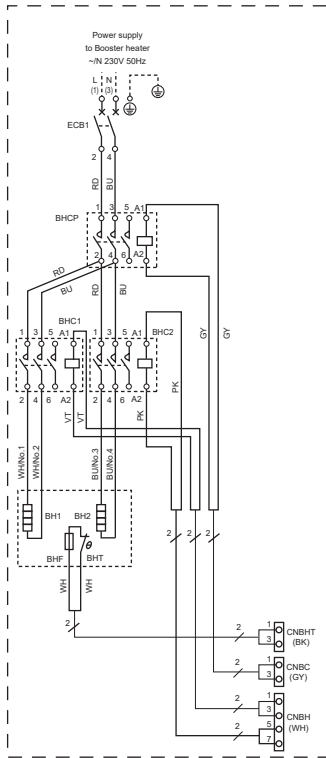 Power supply
to Booster heater
~/N 230V 50Hz
L N
(1) (3)
ECB1
2 4
RD BU
1 3 5 A1
BHCP
2 4 6 A2
RD
BU
RD BU
GY GY
BHC1
1 3 5 A1
1 3 5 A1
BHC2
2 4 6 A2
2 4 6 A2
VT VT
PK PK
WH/No.1 WH/No.2
BU/No.3 BU/No.4
BH1 BH2
θ
BHF BHT
WH WH
2 2 2
2
2 1 CNBHT
3 (BK)
2 1 CNBC
3 (GY)
2 1 CNBH
3 (WH)
2 5
7